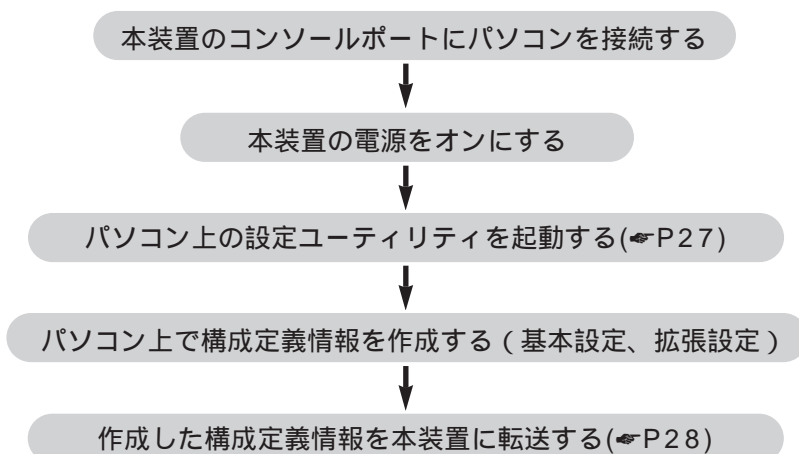 本装置のコンソールポートにパソコンを接続する
本装置の電源をオンにする
パソコン上の設定ユーティリティを起動する(☛P27)
パソコン上で構成定義情報を作成する（基本設定、拡張設定）
作成した構成定義情報を本装置に転送する(☛P28)